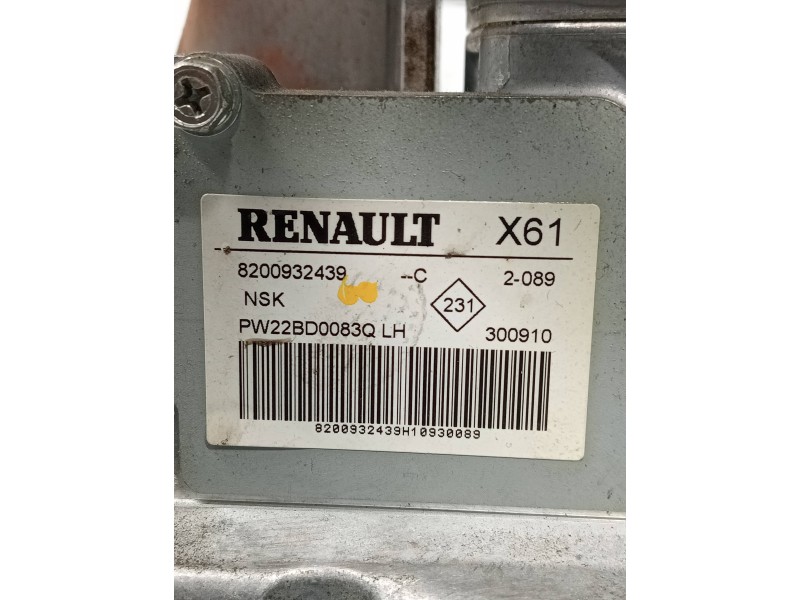 RENAULT X61
8200932439 --C 2-089
NSK 231
PW22BD0083Q LH 300910
8200932439H10930089